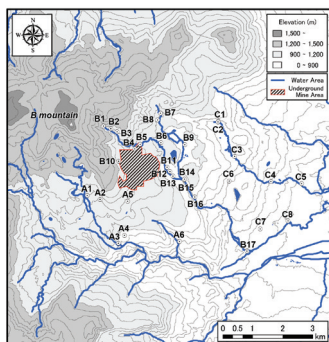 N
W E
S
Elevation (m)
1,500 ~
1,200 ~ 1,500
900 ~ 1,200
0 ~ 900
Water Area
Underground
Mine Area
B mountain
B1 B2
B3
B4 B5
B6
B7
B8
B9
B10
B11
B12
B13
B14
B15
B16
B17
C1
C2
C3
C4
C5
C6
C7
C8
A1
A2
A3
A4
A5
A6
0 0.5 1 2 3
km